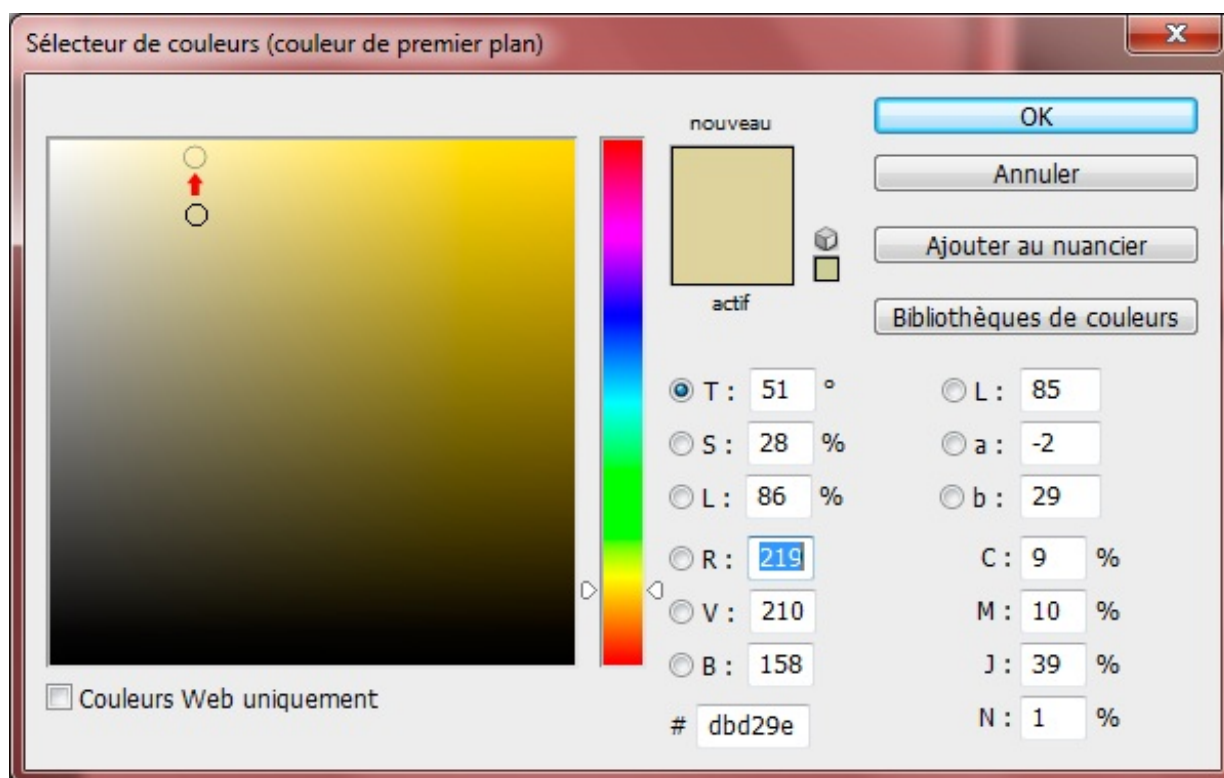 Sélecteur de couleurs (couleur de premier plan)
x
nouveau
actif
OK
Annuler
Ajouter au nuancier
Bibliothèques de couleurs
T : 51 °
S : 28 %
L : 86 %
R : 219
V : 210
B : 158
# dbd29e
L : 85
a : -2
b : 29
C : 9 %
M : 10 %
J : 39 %
N : 1 %
Couleurs Web uniquement